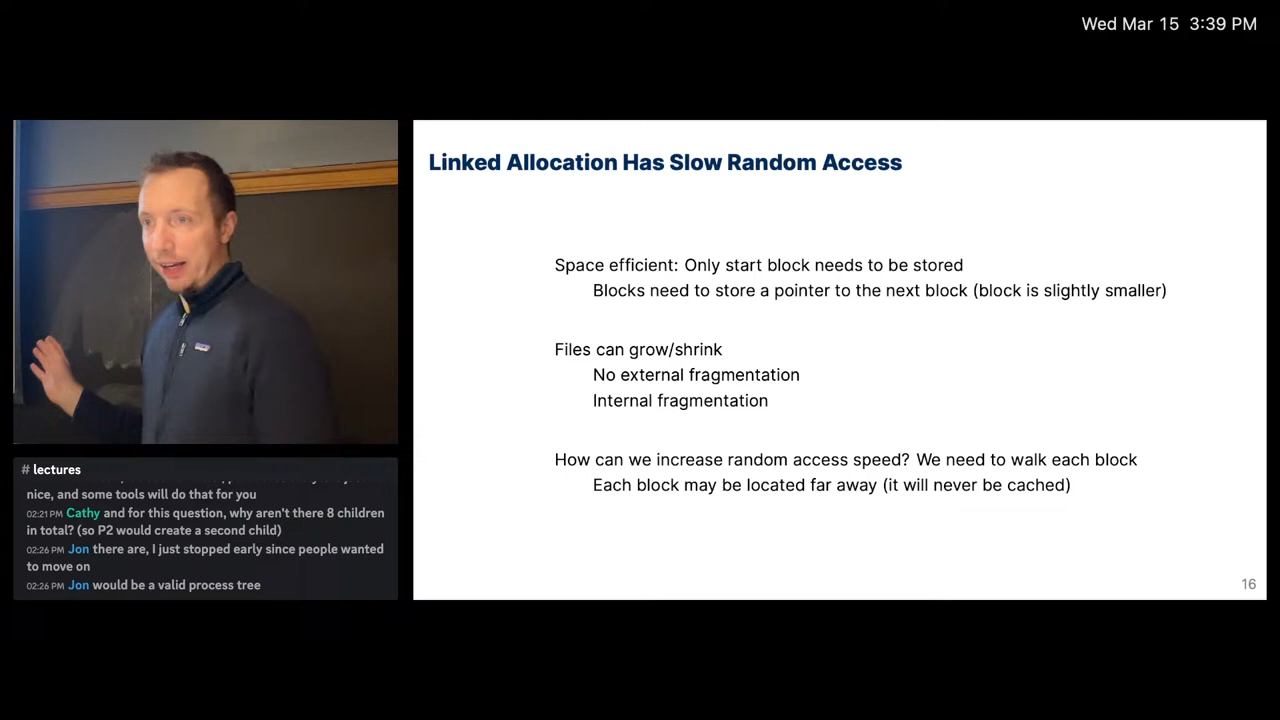 Wed Mar 15 3:39 PM
Linked Allocation Has Slow Random Access
Space efficient: Only start block needs to be stored
Blocks need to store a pointer to the next block (block is slightly smaller)
Files can grow/shrink
No external fragmentation
Internal fragmentation
How can we increase random access speed? We need to walk each block
Each block may be located far away (it will never be cached)
16
# lectures
nice, and some tools will do that for you
02:21 PM Cathy and for this question, why aren't there 8 children
in total? (so P2 would create a second child)
02:26 PM Jon there are, I just stopped early since people wanted
to move on
02:26 PM Jon would be a valid process tree